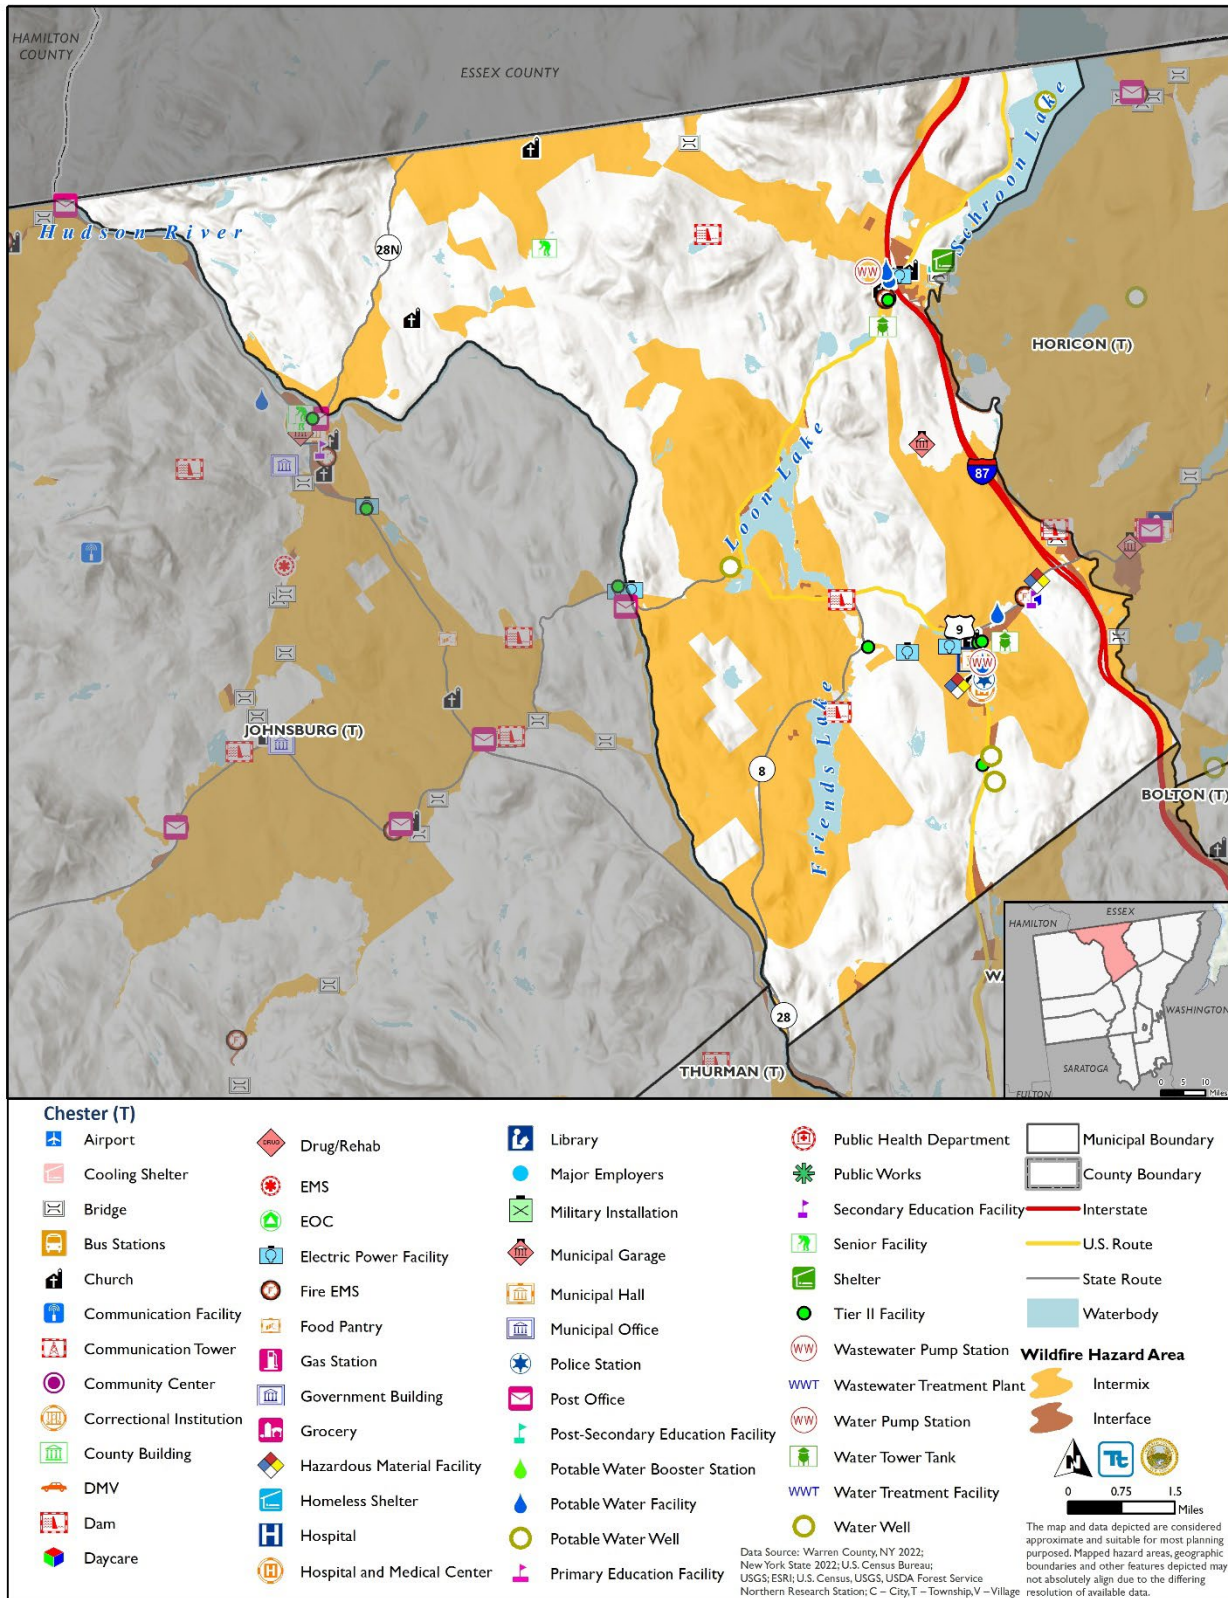 HAMILTON
COUNTY
ESSEX COUNTY
Hudson River
28N
Schroon Lake
WW
HORICON (T)
Loon Lake
87
9
WW
JOHNSBURG (T)
8
Friends Lake
BOLTON (T)
28
THURMAN (T)
HAMILTON
ESSEX
WASHINGTON
SARATOGA
FULTON
0 5 10
Miles
Chester (T)
Airport
Cooling Shelter
Bridge
Bus Stations
Church
Communication Facility
Communication Tower
Community Center
Correctional Institution
County Building
DMV
Dam
Daycare
DRUG Drug/Rehab
EMS
EOC
Electric Power Facility
F Fire EMS
Food Pantry
Gas Station
Government Building
Grocery
Hazardous Material Facility
Homeless Shelter
H Hospital
H Hospital and Medical Center
Library
Major Employers
Military Installation
Municipal Garage
Municipal Hall
Municipal Office
Police Station
Post Office
Post-Secondary Education Facility
Potable Water Booster Station
Potable Water Facility
Potable Water Well
Primary Education Facility
Public Health Department
Public Works
Secondary Education Facility
Senior Facility
Shelter
Tier II Facility
WW Wastewater Pump Station
WWT Wastewater Treatment Plant
WW Water Pump Station
Water Tower Tank
WWT Water Treatment Facility
Water Well
Municipal Boundary
County Boundary
Interstate
U.S. Route
State Route
Waterbody
Wildfire Hazard Area
Intermix
Interface
N
Tt
0 0.75 1.5
Miles
The map and data depicted are considered
approximate and suitable for most planning
purposed. Mapped hazard areas, geographic
boundaries and other features depicted may
not absolutely align due to the differing
resolution of available data.
Data Source: Warren County, NY 2022;
New York State 2022; U.S. Census Bureau;
USGS; ESRI; U.S. Census, USGS, USDA Forest Service
Northern Research Station; C – City, T – Township, V – Village